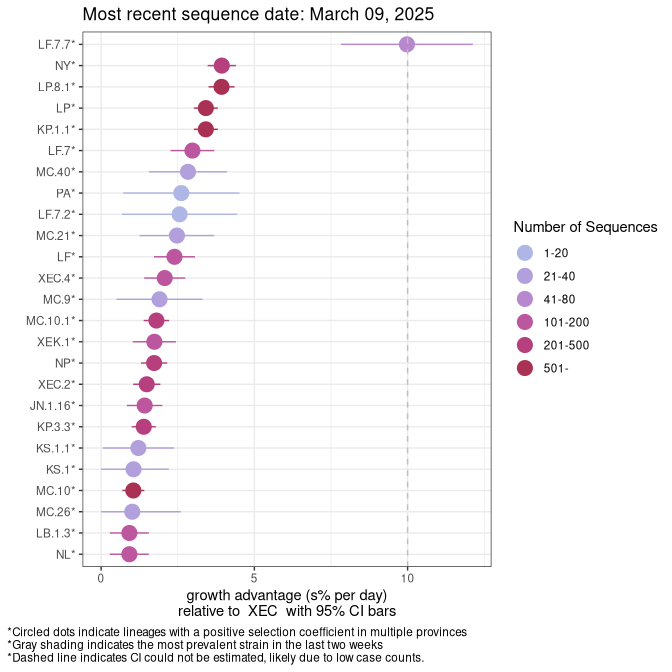 Most recent sequence date: March 09, 2025
LF.7.7*
NY*
LP.8.1*
LP*
KP.1.1*
LF.7*
MC.40*
PA*
LF.7.2*
MC.21*
LF*
XEC.4*
MC.9*
MC.10.1*
XEK.1*
NP*
XEC.2*
JN.1.16*
KP.3.3*
KS.1.1*
KS.1*
MC.10*
MC.26*
LB.1.3*
NL*
0 5 10
growth advantage (s% per day)
relative to XEC with 95% CI bars
Number of Sequences
1-20
21-40
41-80
101-200
201-500
501-
*Circled dots indicate lineages with a positive selection coefficient in multiple provinces
*Gray shading indicates the most prevalent strain in the last two weeks
*Dashed line indicates CI could not be estimated, likely due to low case counts.